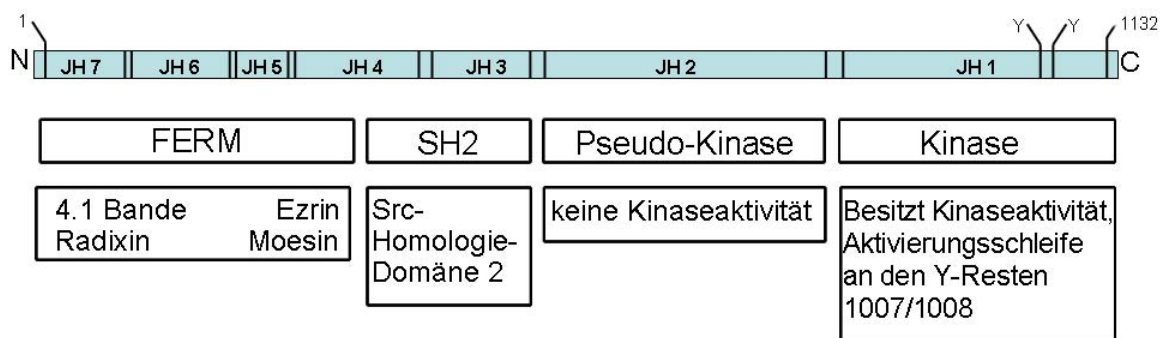 1 Y Y 1132
N JH 7 JH 6 JH 5 JH 4 JH 3 JH 2 JH 1 C
FERM SH2 Pseudo-Kinase Kinase
4.1 Bande Ezrin
Radixin Moesin
Src-
Homologie-
Domäne 2
keine Kinaseaktivität
Besitzt Kinaseaktivität,
Aktivierungsschleife
an den Y-Resten
1007/1008